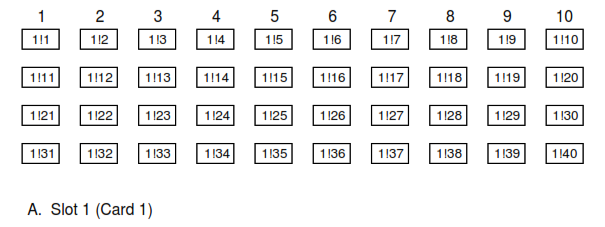 1 2 3 4 5 6 7 8 9 10
1!1 1!2 1!3 1!4 1!5 1!6 1!7 1!8 1!9 1!10
1!11 1!12 1!13 1!14 1!15 1!16 1!17 1!18 1!19 1!20
1!21 1!22 1!23 1!24 1!25 1!26 1!27 1!28 1!29 1!30
1!31 1!32 1!33 1!34 1!35 1!36 1!37 1!38 1!39 1!40
A. Slot 1 (Card 1)